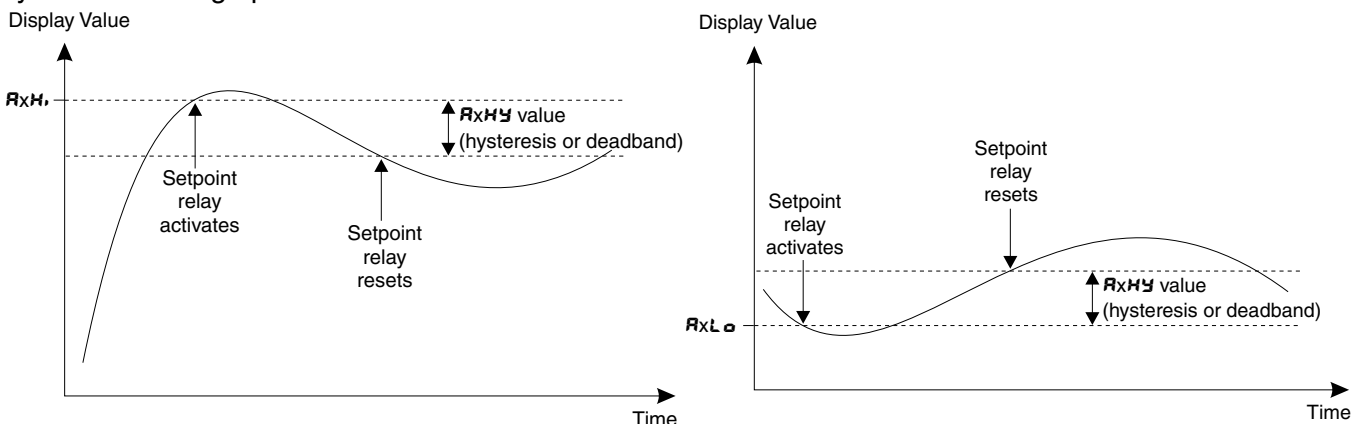 Display Value
AxHi
AxHY value
(hysteresis or deadband)
Setpoint
relay
activates
Setpoint
relay
resets
Time
Display Value
Setpoint
relay
resets
Setpoint
relay
activates
AxHY value
(hysteresis or deadband)
AxLo
Time